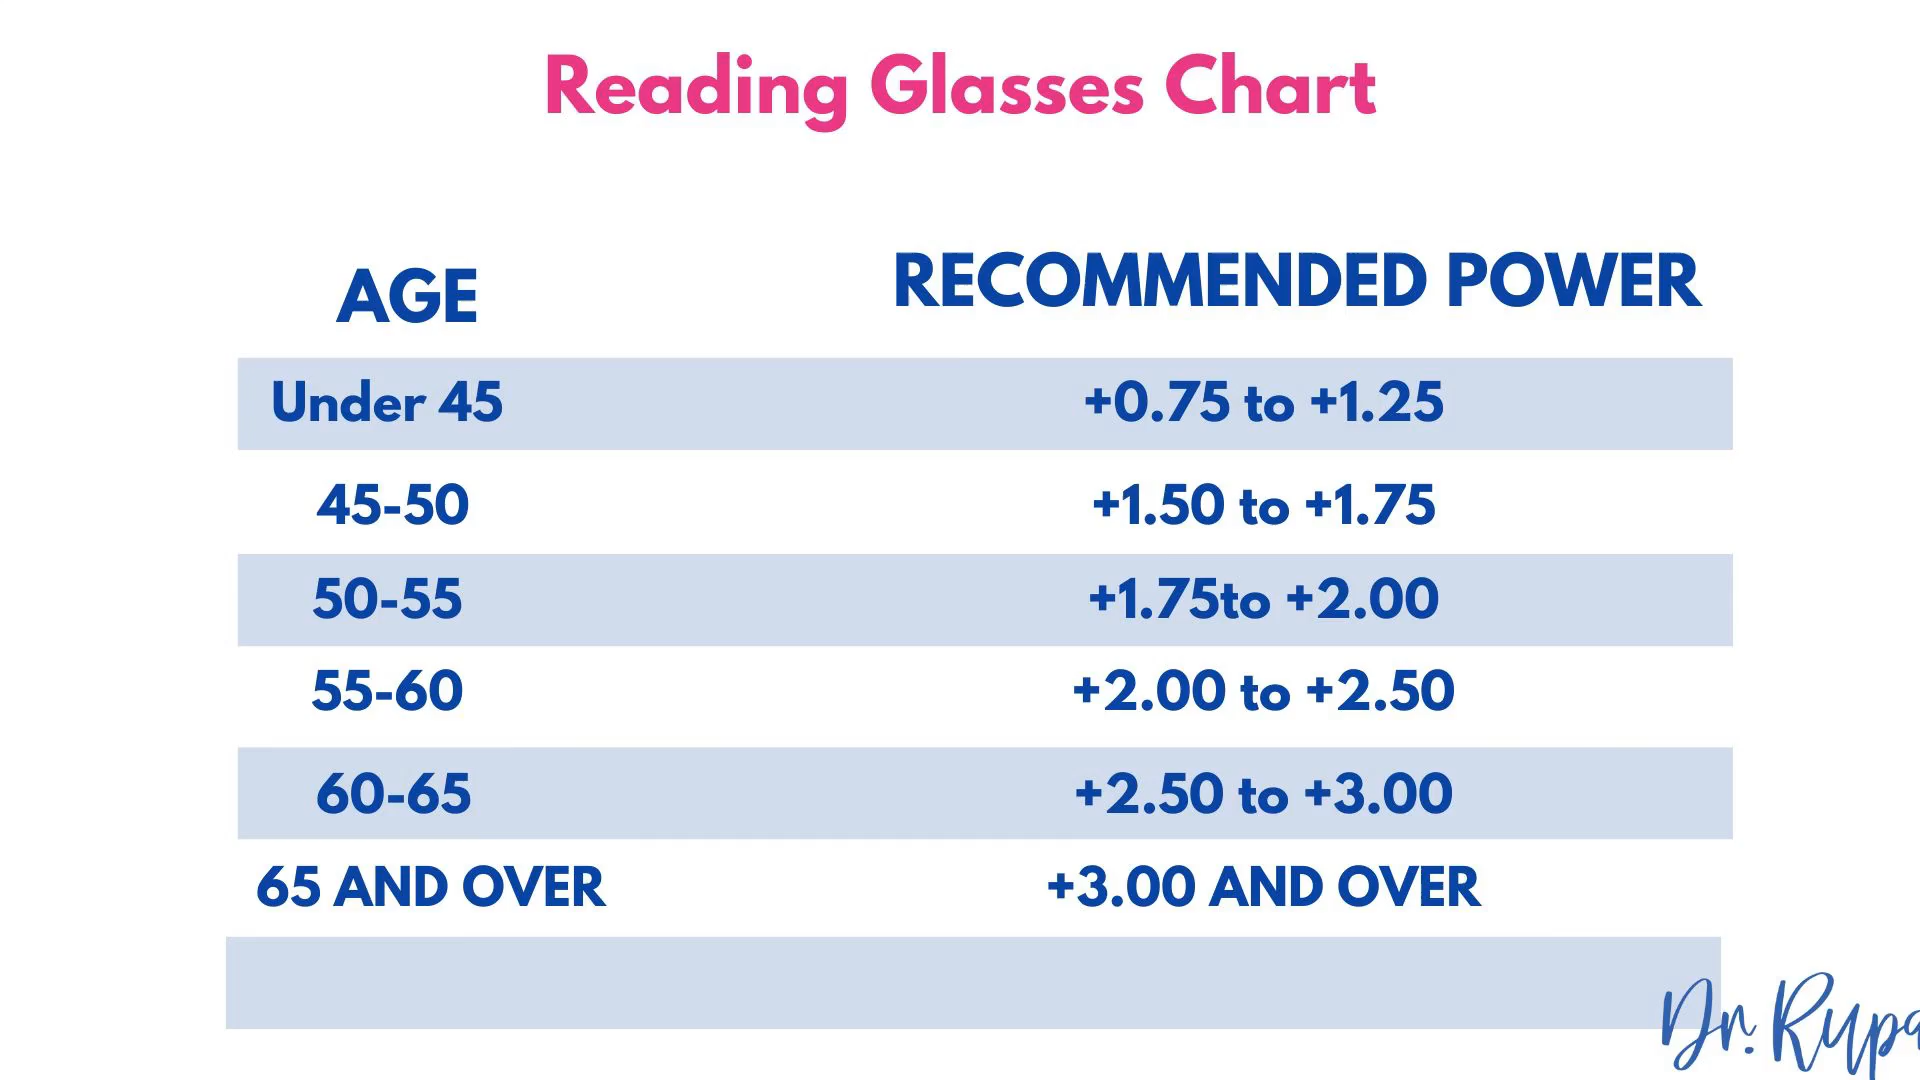 Reading Glasses Chart
AGE RECOMMENDED POWER
Under 45 +0.75 to +1.25
45-50 +1.50 to +1.75
50-55 +1.75to +2.00
55-60 +2.00 to +2.50
60-65 +2.50 to +3.00
65 AND OVER +3.00 AND OVER
Dr. Rupa